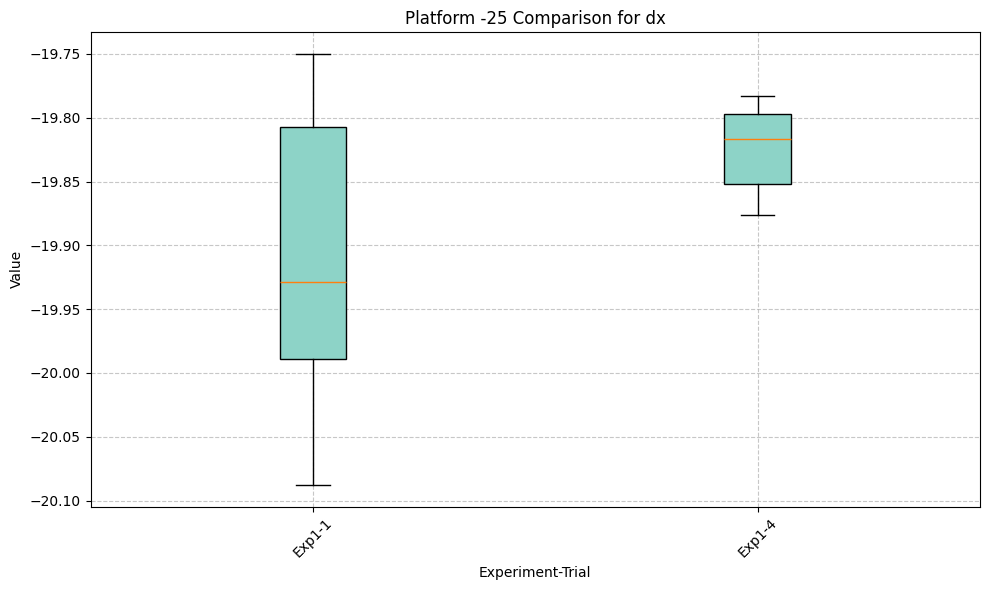 Platform -25 Comparison for dx
Value
−19.75
−19.80
−19.85
−19.90
−19.95
−20.00
−20.05
−20.10
Exp1-1
Exp1-4
Experiment-Trial